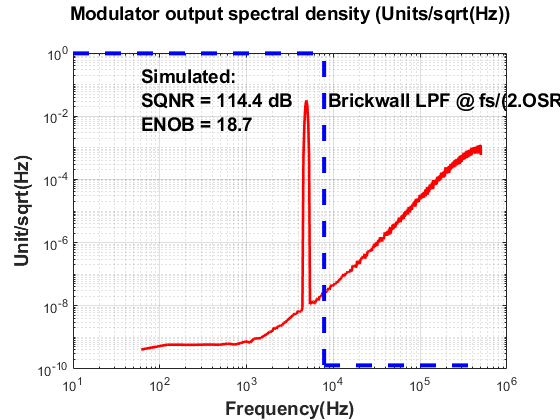 Modulator output spectral density (Units/sqrt(Hz))
10^0
Simulated:
SQNR = 114.4 dB
Brickwall LPF @ fs/(2.OSR
ENOB = 18.7
10^-2
10^-4
10^-6
10^-8
10^-10
Unit/sqrt(Hz)
10^1 10^2 10^3 10^4 10^5 10^6
Frequency(Hz)